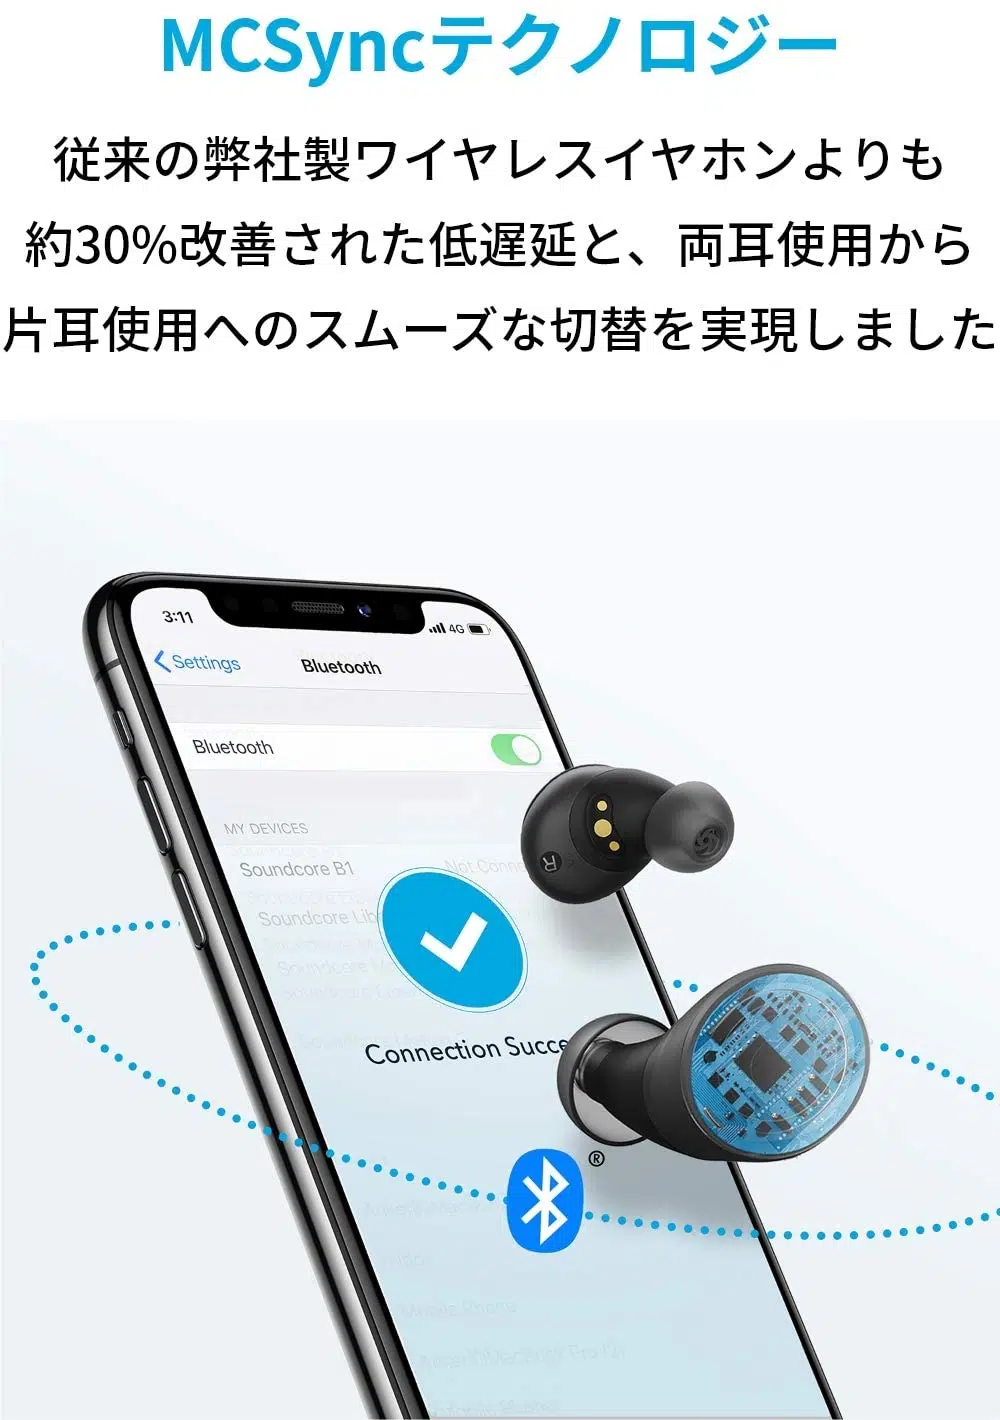 MCSyncテクノロジー
従来の弊社製ワイヤレスイヤホンよりも
約30%改善された低遅延と、両耳使用から
片耳使用へのスムーズな切替を実現しました
3:11
4G
Settings
Bluetooth
Bluetooth
MY DEVICES
Soundcore B1
Not Conn
Soundcore Lib
R
Connection Succe
®